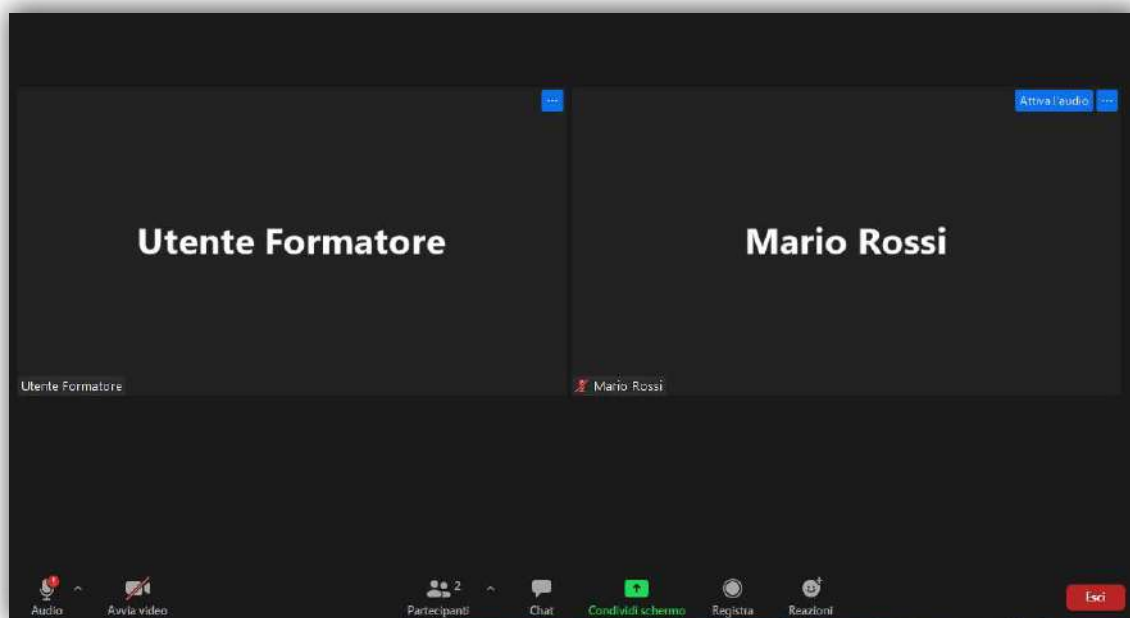 Attiva l'audio
Utente Formatore
Mario Rossi
Utente Formatore
Mario Rossi
2
Audio
Avvia video
Partecipanti
Chat
Condividi schermo
Registra
Reazioni
Esci